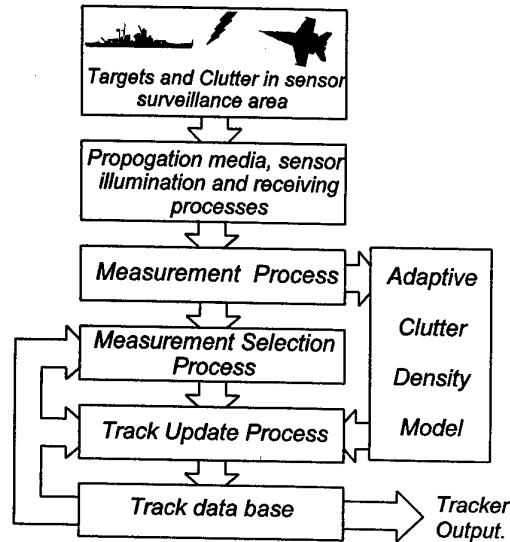 Targets and Clutter in sensor
surveillance area
Propogation media, sensor
illumination and receiving
processes
Measurement Process
Adaptive
Clutter
Density
Model
Measurement Selection
Process
Track Update Process
Track data base
Tracker
Output.